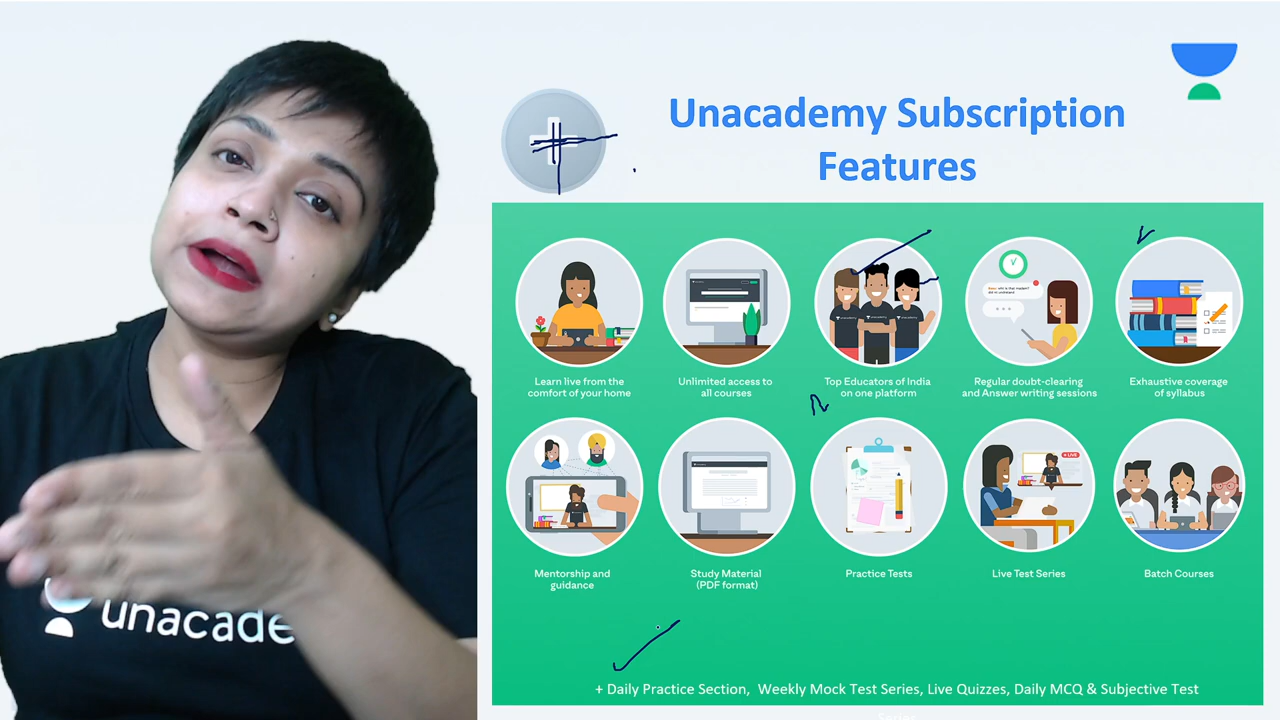 Unacademy Subscription
Features
Learn live from the
comfort of your home
Unlimited access to
all courses
Top Educators of India
on one platform
Regular doubt-clearing
and Answer writing sessions
Exhaustive coverage
of syllabus
LIVE
Mentorship and
guidance
Study Material
(PDF format)
Practice Tests
Live Test Series
Batch Courses
+ Daily Practice Section, Weekly Mock Test Series, Live Quizzes, Daily MCQ & Subjective Test
Series
unacade